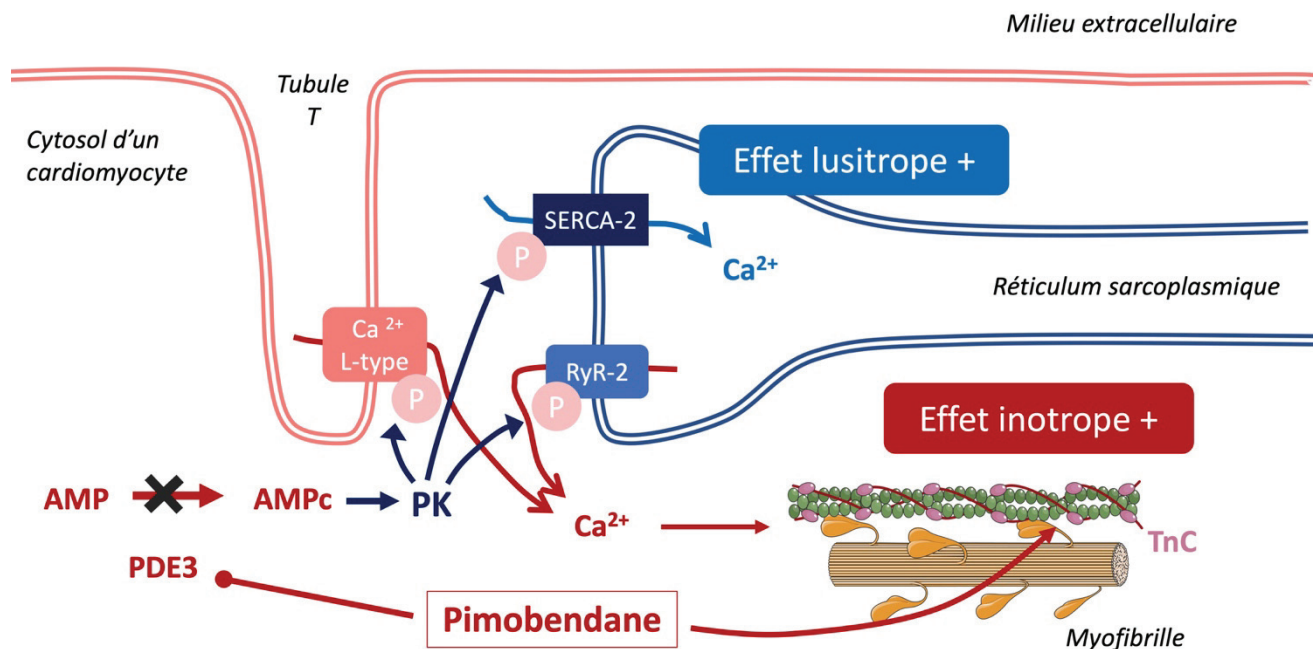 Milieu extracellulaire
Tubule
T
Cytosol d’un
cardiomyocyte
Effet lusitrope +
SERCA-2
P
Ca²⁺
Réticulum sarcoplasmique
Ca ²⁺
L-type
P
RyR-2
P
Effet inotrope +
AMP
AMPc
PK
Ca²⁺
TnC
PDE3
Pimobendane
Myofibrille